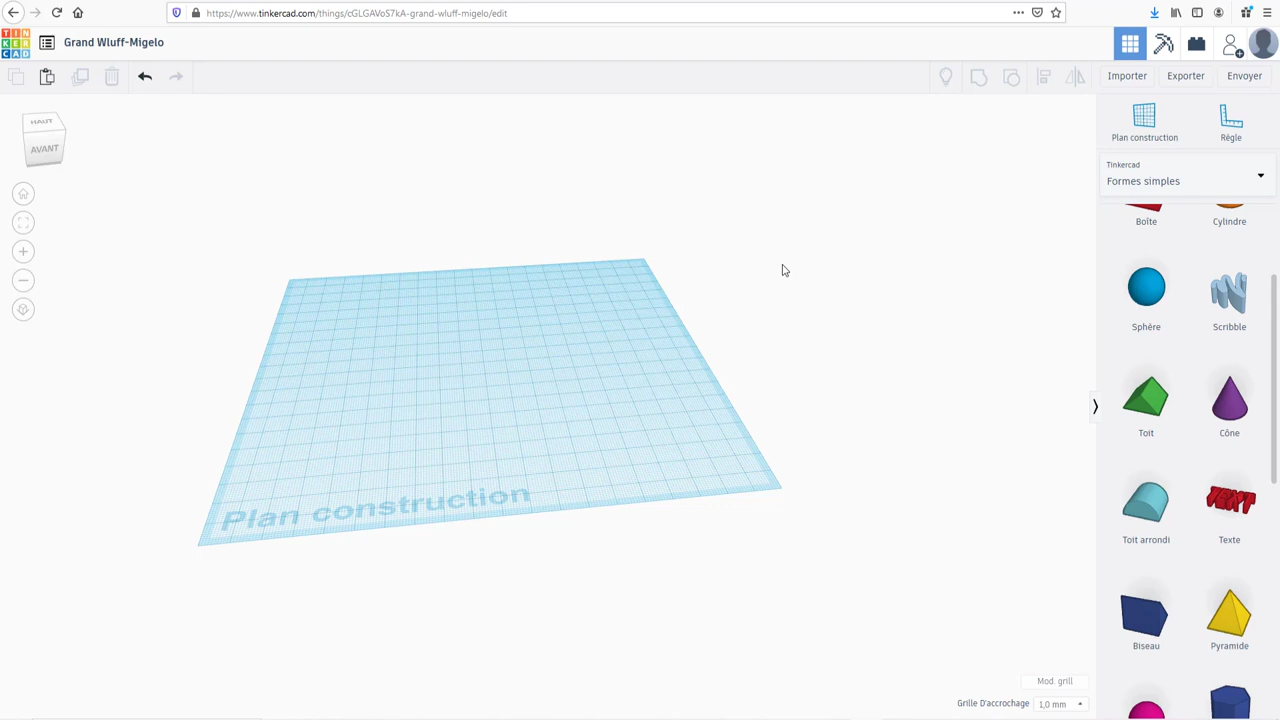 https://www.tinkercad.com/things/cGLGAVoS7kA-grand-wluff-migelo/edit
TIN
KER
CAD
Grand Wluff-Migelo
Importer
Exporter
Envoyer
HAUT
AVANT
Plan construction
Règle
Tinkercad
Formes simples
Boîte
Cylindre
Sphère
Scribble
Toit
Cône
TEXT
Toit arrondi
Texte
Plan construction
Biseau
Pyramide
Mod. grill
Grille D'accrochage
1,0 mm